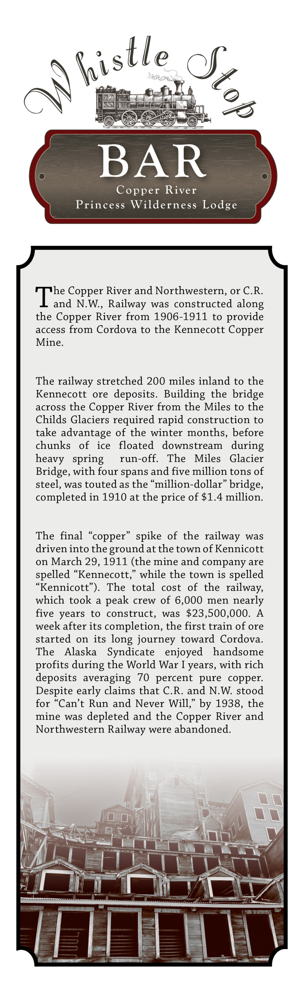 Whistle Stop
BAR
Copper River
Princess Wilderness Lodge
The Copper River and Northwestern, or C.R.
and N.W., Railway was constructed along
the Copper River from 1906-1911 to provide
access from Cordova to the Kennecott Copper
Mine.
The railway stretched 200 miles inland to the
Kennecott ore deposits. Building the bridge
across the Copper River from the Miles to the
Childs Glaciers required rapid construction to
take advantage of the winter months, before
chunks of ice floated downstream during
heavy spring run-off. The Miles Glacier
Bridge, with four spans and five million tons of
steel, was touted as the “million-dollar” bridge,
completed in 1910 at the price of $1.4 million.
The final “copper” spike of the railway was
driven into the ground at the town of Kennicott
on March 29, 1911 (the mine and company are
spelled “Kennecott,” while the town is spelled
“Kennicott”). The total cost of the railway,
which took a peak crew of 6,000 men nearly
five years to construct, was $23,500,000. A
week after its completion, the first train of ore
started on its long journey toward Cordova.
The Alaska Syndicate enjoyed handsome
profits during the World War I years, with rich
deposits averaging 70 percent pure copper.
Despite early claims that C.R. and N.W. stood
for “Can’t Run and Never Will,” by 1938, the
mine was depleted and the Copper River and
Northwestern Railway were abandoned.